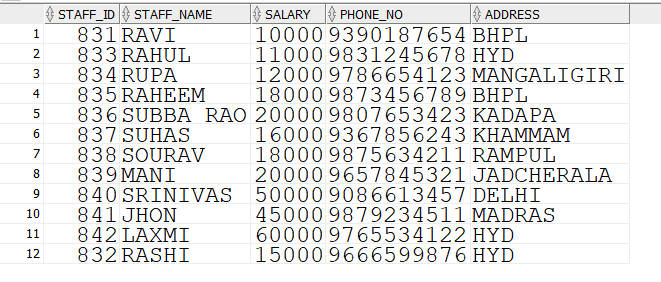 STAFF_ID STAFF_NAME SALARY PHONE_NO ADDRESS
1 831 RAVI 10000 9390187654 BHPL
2 833 RAHUL 11000 9831245678 HYD
3 834 RUPA 12000 9786654123 MANGALIGIRI
4 835 RAHEEM 18000 9873456789 BHPL
5 836 SUBBA RAO 20000 9807653423 KADAPA
6 837 SUHAS 16000 9367856243 KHAMMAM
7 838 SOURAV 18000 9875634211 RAMPUL
8 839 MANI 20000 9657845321 JADCHERALA
9 840 SRINIVAS 50000 9086613457 DELHI
10 841 JHON 45000 9879234511 MADRAS
11 842 LAXMI 60000 9765534122 HYD
12 832 RASHI 15000 9666599876 HYD